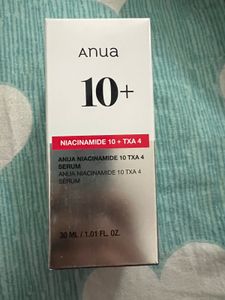 Anua
10+
NIACINAMIDE 10 + TXA 4
ANUA NIACINAMIDE 10 TXA 4
SERUM
ANUA NIACINAMIDE 10 TXA 4
SÉRUM
30 ML / 1.01 FL. OZ.